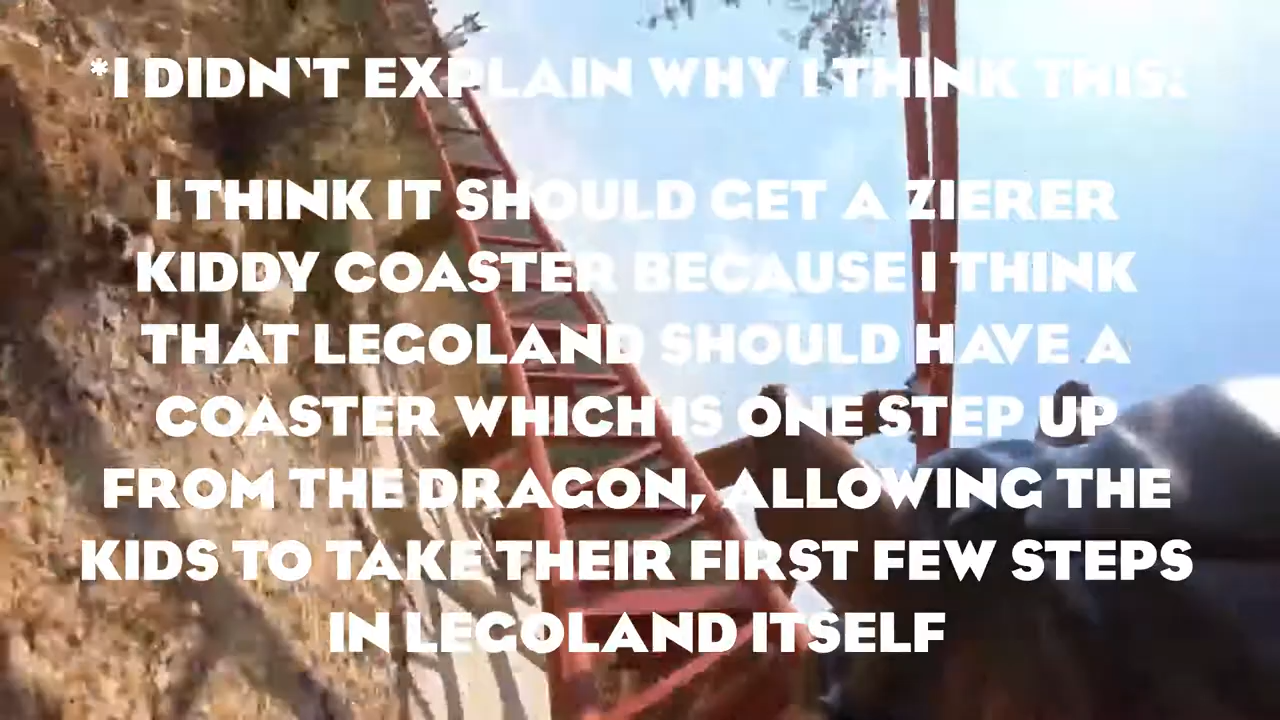 *I DIDN'T EXPLAIN WHY I THINK THIS:
I THINK IT SHOULD GET A ZIERER
KIDDY COASTER BECAUSE I THINK
THAT LEGOLAND SHOULD HAVE A
COASTER WHICH IS ONE STEP UP
FROM THE DRAGON, ALLOWING THE
KIDS TO TAKE THEIR FIRST FEW STEPS
IN LEGOLAND ITSELF